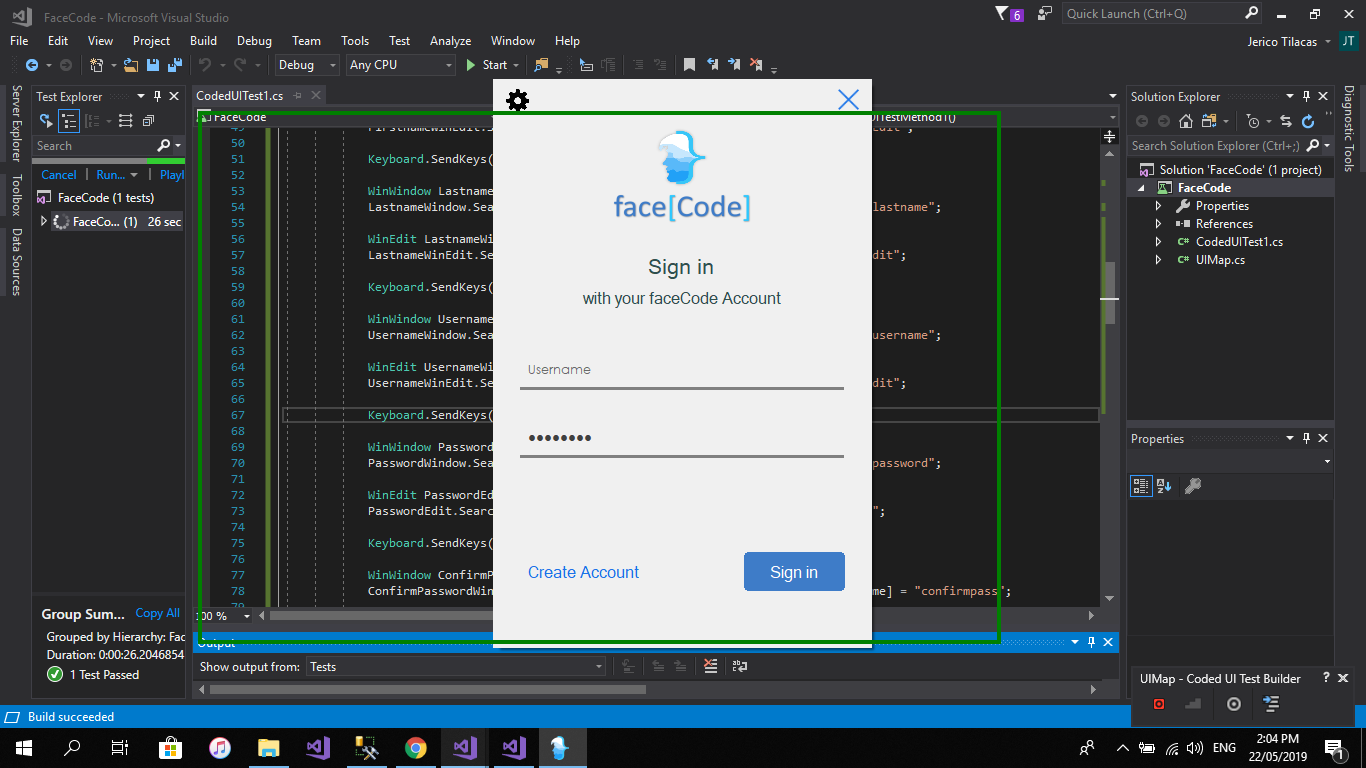 FaceCode - Microsoft Visual Studio
6
Quick Launch (Ctrl+Q)
File Edit View Project Build Debug Team Tools Test Analyze Window Help
Jerico Tilacas JT
Debug Any CPU Start
Server Explorer
Toolbox
Data Sources
Test Explorer
Search
Cancel Run... Playl
FaceCode (1 tests)
FaceCo... (1) 26 sec
Group Sum... Copy All
Grouped by Hierarchy: Fac
Duration: 0:00:26.2046854
1 Test Passed
CodedUITest1.cs
FaceCode
UITestMethod1()
49 FirstnameWinEdit.S edit";
50
51 Keyboard.SendKeys(
52
53 WinWindow Lastname
54 LastnameWindow.Sea lastname";
55
56 WinEdit LastnameWi
57 LastnameWinEdit.Se dit";
58
59 Keyboard.SendKeys(
60
61 WinWindow Username
62 UsernameWindow.Sea username";
63
64 WinEdit UsernameWi
65 UsernameWinEdit.Se dit";
66
67 Keyboard.SendKeys(
68
69 WinWindow Password
70 PasswordWindow.Sea password";
71
72 WinEdit PasswordEd
73 PasswordEdit.Searc ";
74
75 Keyboard.SendKeys(
76
77 WinWindow ConfirmP
78 ConfirmPasswordWin me] = "confirmpass";
79
100 %
face[Code]
Sign in
with your faceCode Account
Username
••••••••
Create Account
Sign in
Output
Show output from: Tests
Solution Explorer
Search Solution Explorer (Ctrl+;)
Solution 'FaceCode' (1 project)
FaceCode
Properties
References
C# CodedUITest1.cs
C# UIMap.cs
Diagnostic Tools
Properties
UIMap - Coded UI Test Builder ?
Build succeeded
ENG
2:04 PM
22/05/2019
1